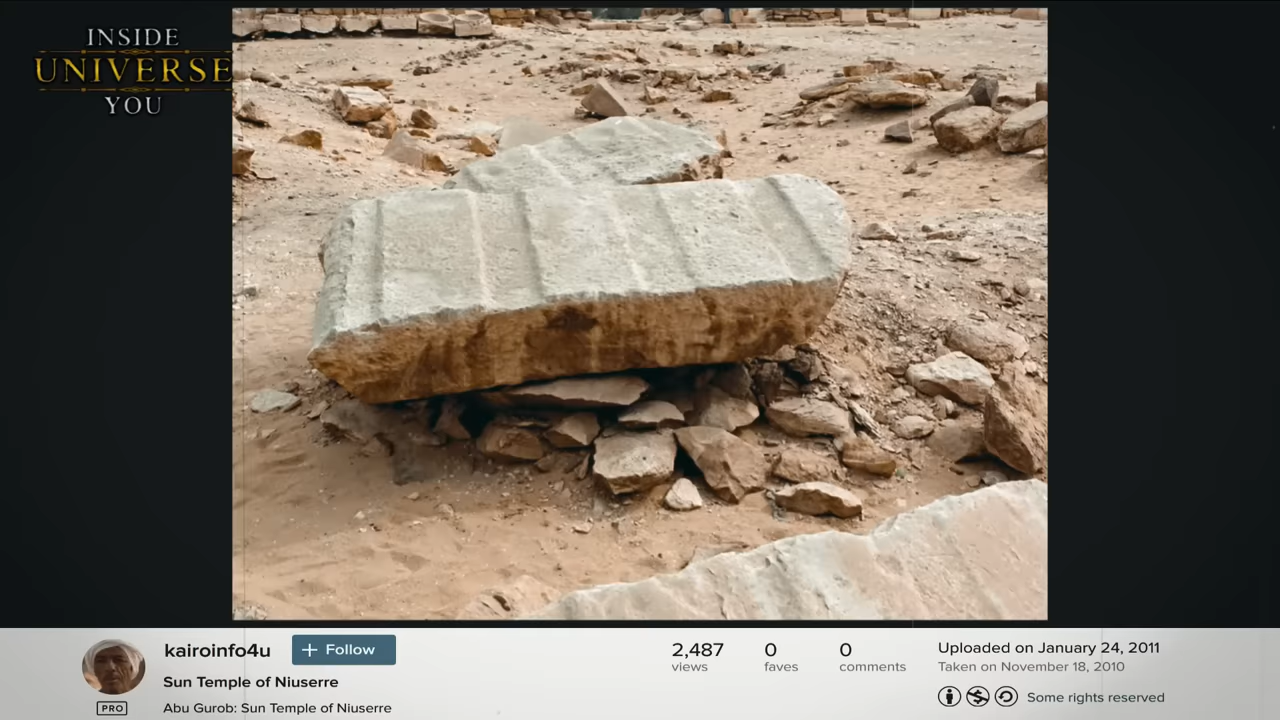 INSIDE
UNIVERSE
YOU
kairoinfo4u
+ Follow
Sun Temple of Niuserre
PRO
Abu Gurob: Sun Temple of Niuserre
2,487
views
0
faves
0
comments
Uploaded on January 24, 2011
Taken on November 18, 2010
Some rights reserved